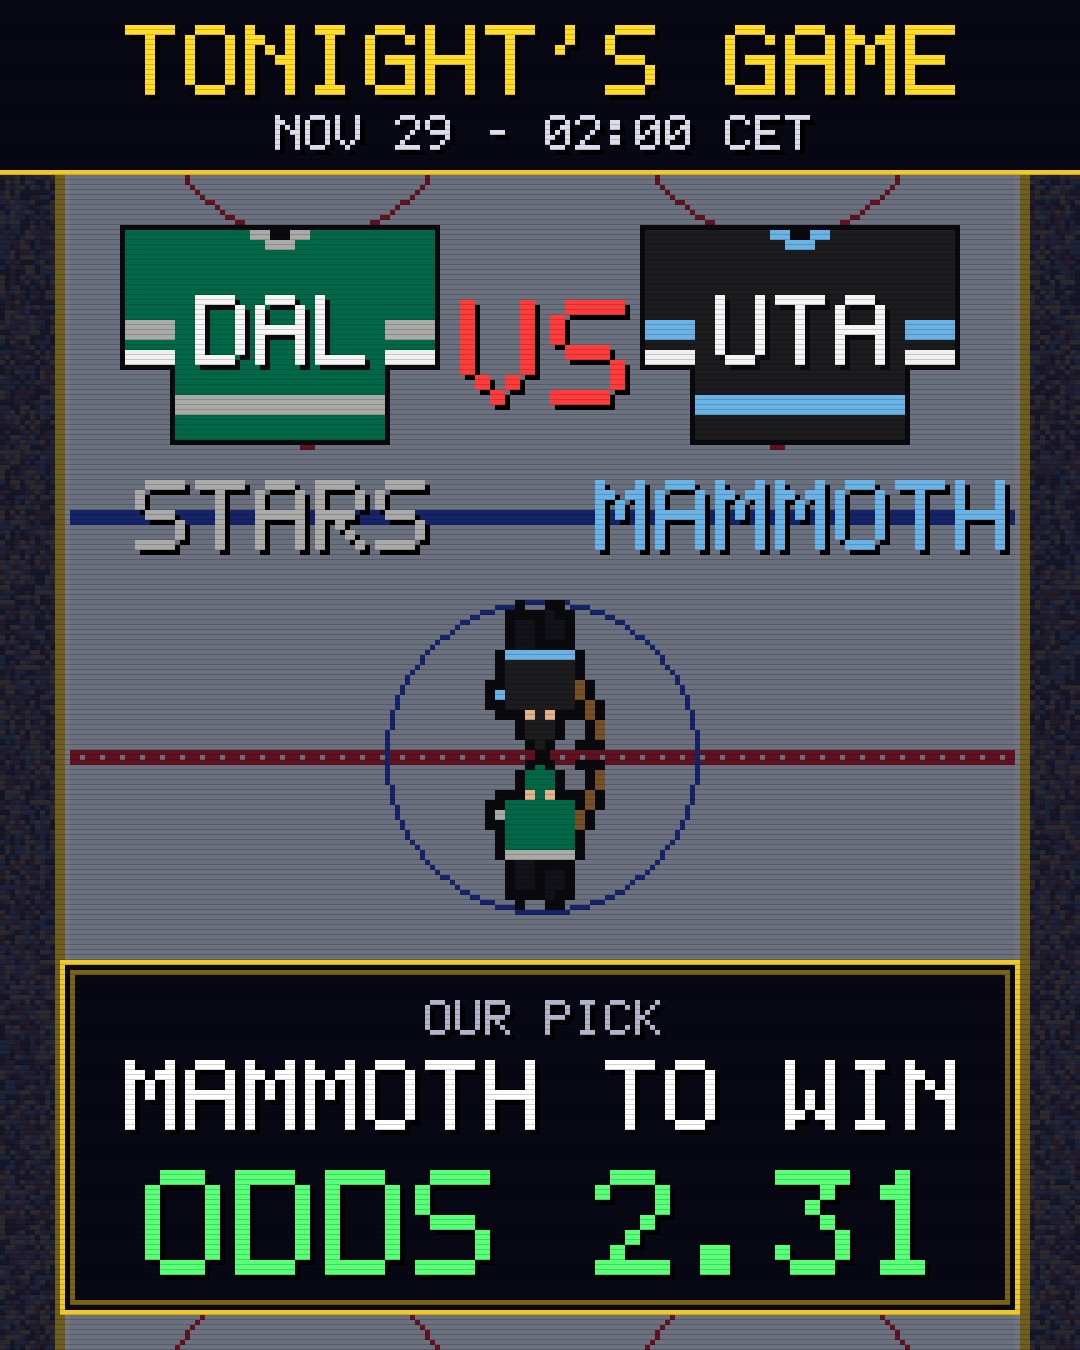 TONIGHT'S GAME
NOV 29 - 02:00 CET
DAL VS UTA
STARS MAMMOTH
OUR PICK
MAMMOTH TO WIN
ODDS 2.31